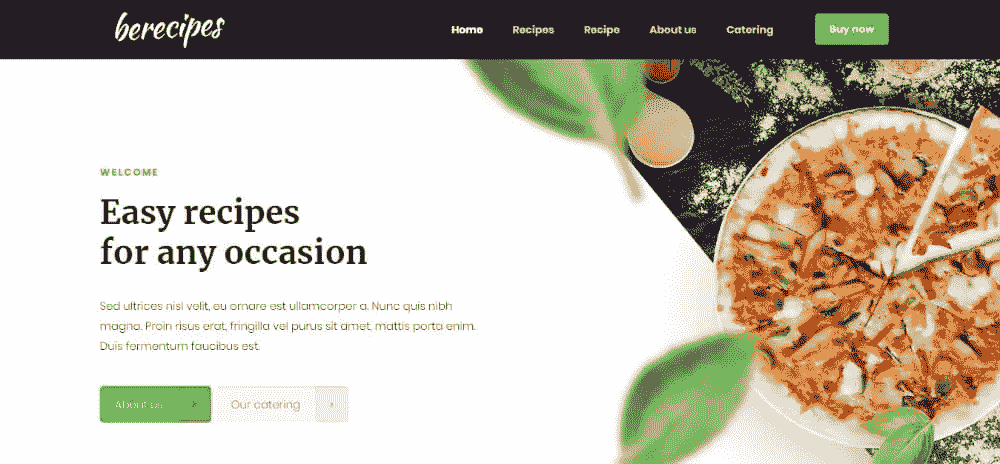 berecipes
Home Recipes Recipe About us Catering Buy now
WELCOME
Easy recipes
for any occasion
Sed ultrices nisl velit, eu ornare est ullamcorper a. Nunc quis nibh
magna. Proin risus erat, fringilla vel purus sit amet, mattis porta enim.
Duis fermentum faucibus est.
About us > Our catering >